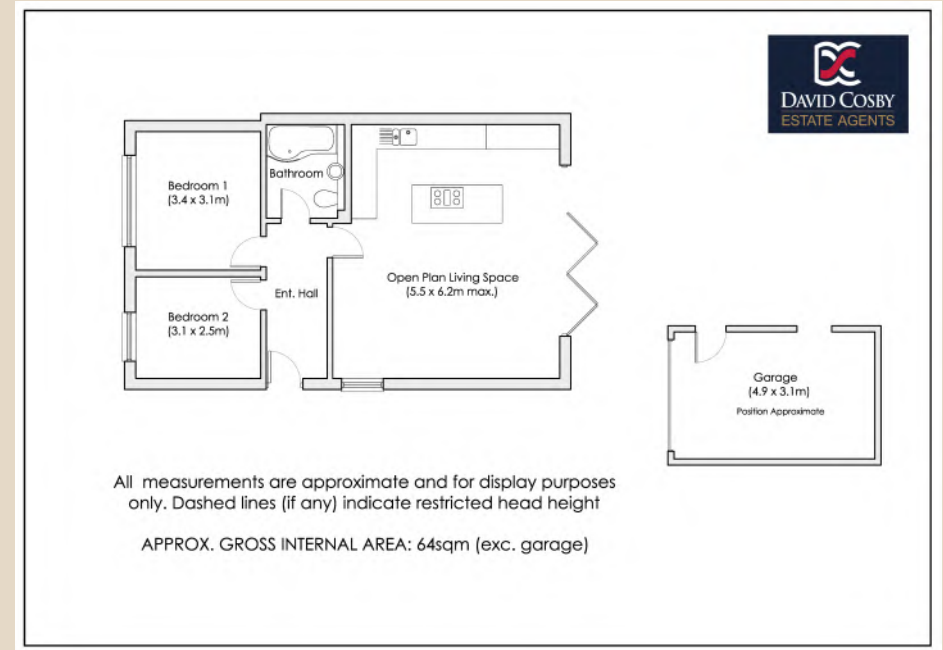 DAVID COSBY
ESTATE AGENTS
Bedroom 1
(3.4 x 3.1m)
Bathroom
Open Plan Living Space
(5.5 x 6.2m max.)
Ent. Hall
Bedroom 2
(3.1 x 2.5m)
Garage
(4.9 x 3.1m)
Position Approximate
All measurements are approximate and for display purposes
only. Dashed lines (if any) indicate restricted head height
APPROX. GROSS INTERNAL AREA: 64sqm (exc. garage)